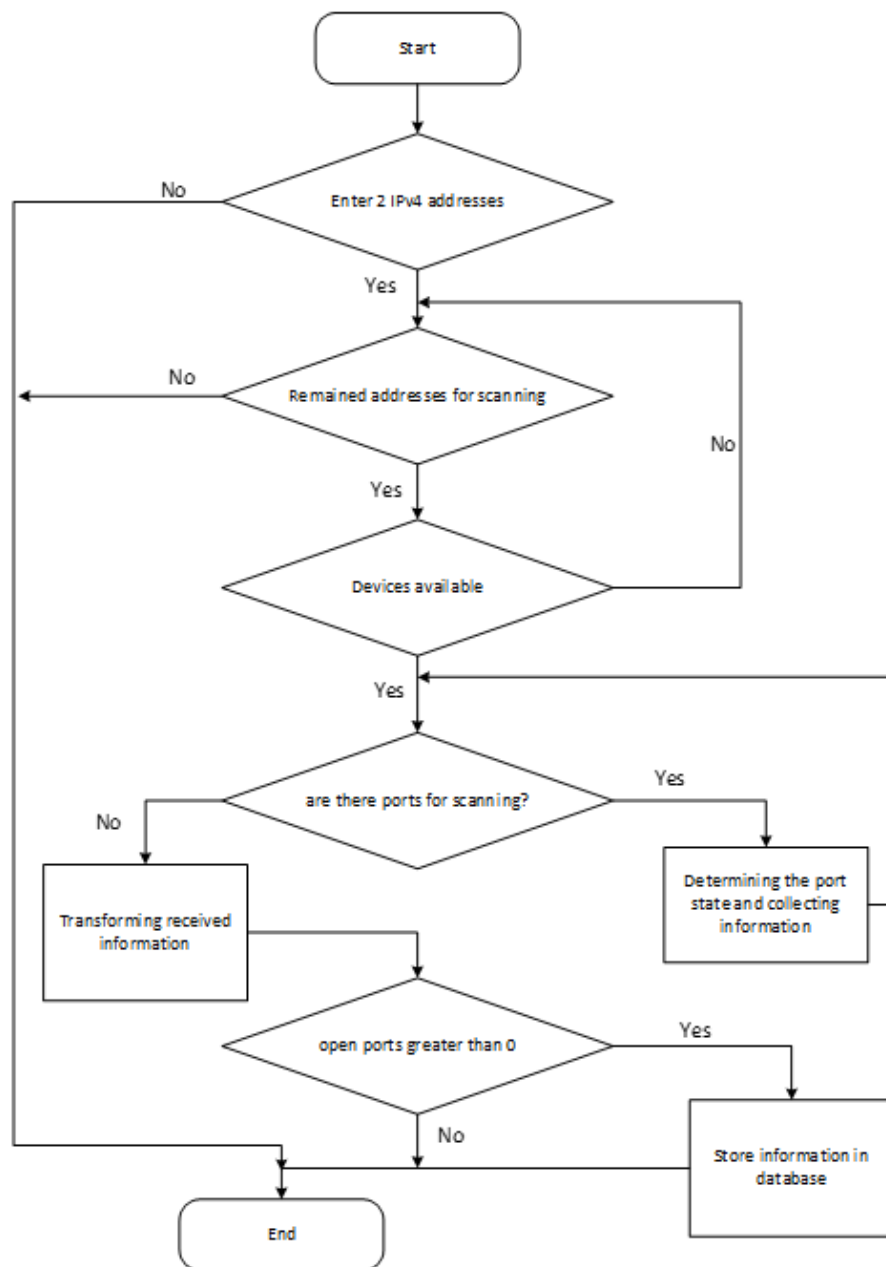 Start
No
Enter 2 IPv4 addresses
Yes
No
Remained addresses for scanning
No
Yes
Devices available
Yes
are there ports for scanning?
Yes
No
Determining the port
state and collecting
information
Transforming received
information
open ports greater than 0
Yes
No
Store information in
database
End